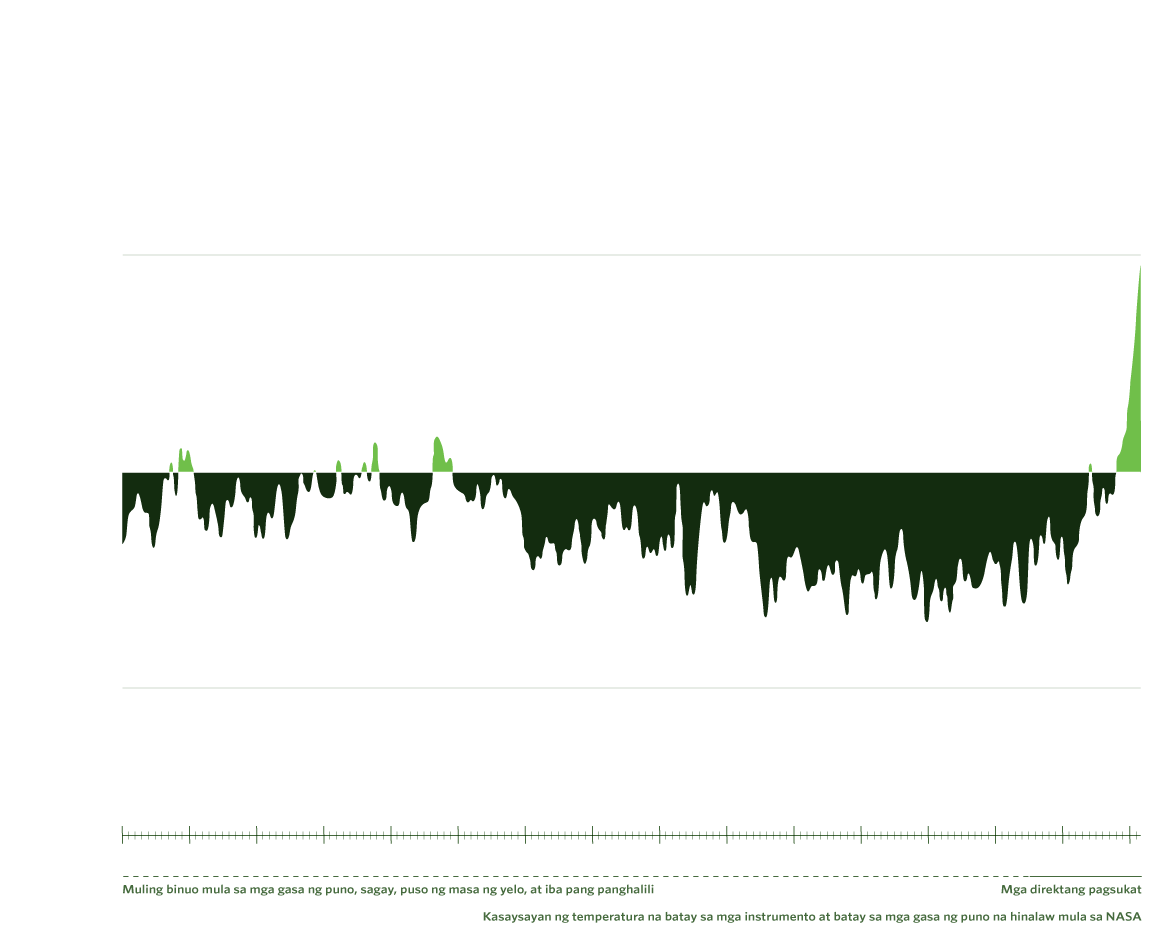 Muling binuo mula sa mga gasa ng puno, sagay, puso ng masa ng yelo, at iba pang panghalili
Mga direktang pagsukat
Kasaysayan ng temperatura na batay sa mga instrumento at batay sa mga gasa ng puno na hinalaw mula sa NASA